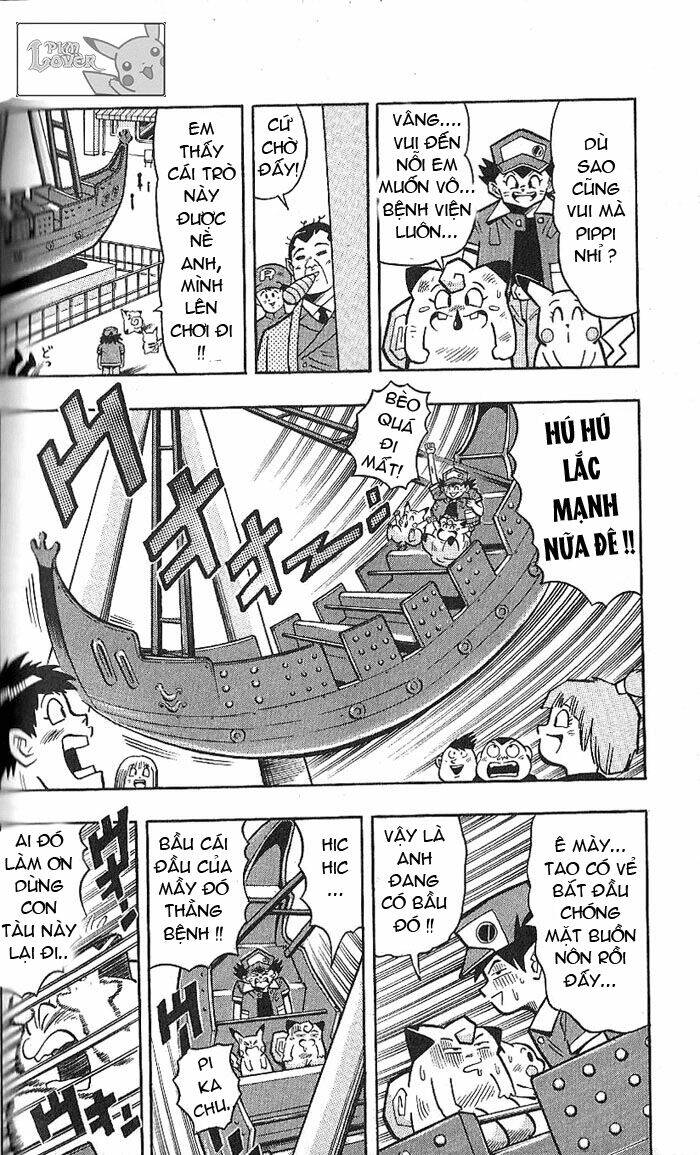 PKM
LOVER
DÙ
SAO
CŨNG
VUI MÀ
PIPPI
NHỈ ?
VÂNG....
VUI ĐẾN
NỖI EM
MUỐN VÔ...
BỆNH VIỆN
LUÔN...
CỨ
CHỜ
ĐẤY!
R
EM
THẤY
CÁI TRÒ
NÀY
ĐƯỢC
NÈ
ANH,
MÌNH
LÊN
CHƠI ĐI
!!
HÚ HÚ
LẮC
MẠNH
NỮA ĐÊ !!
BÈO
QUÁ
ĐI
MẤT!
Ê MÀY...
TAO CÓ VẺ
BẮT ĐẦU
CHÓNG
MẶT BUỒN
NÔN RỒI
ĐẤY...
VẬY LÀ
ANH
ĐANG
CÓ BẦU
ĐÓ !!
HIC
HIC
...
BẦU CÁI
ĐẦU CỦA
MẦY ĐÓ
THẰNG
BỆNH !!
PI
KA
CHU.
AI ĐÓ
LÀM ƠN
DỪNG
CON
TÀU NÀY
LẠI ĐI..